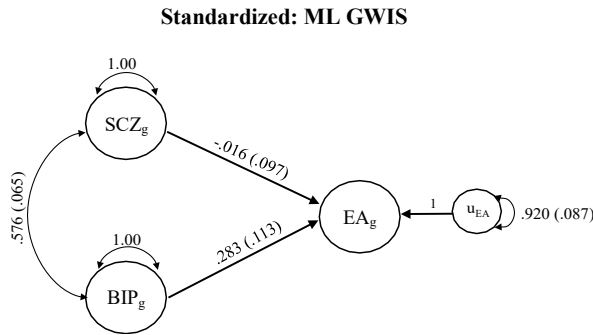 Standardized: ML GWIS
1.00
SCZg
-.016 (.097)
.576 (.065)
EAg
1
uEA
.920 (.087)
1.00
.283 (.113)
BIPg